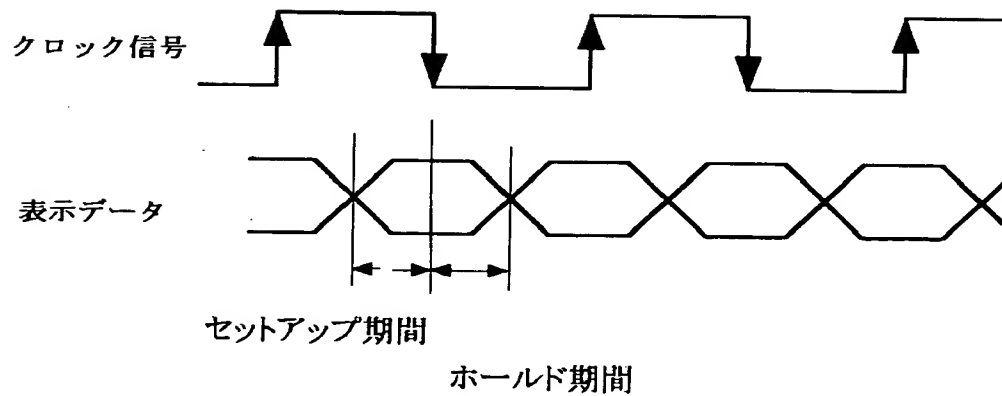 クロック信号
表示データ
セットアップ期間
ホールド期間